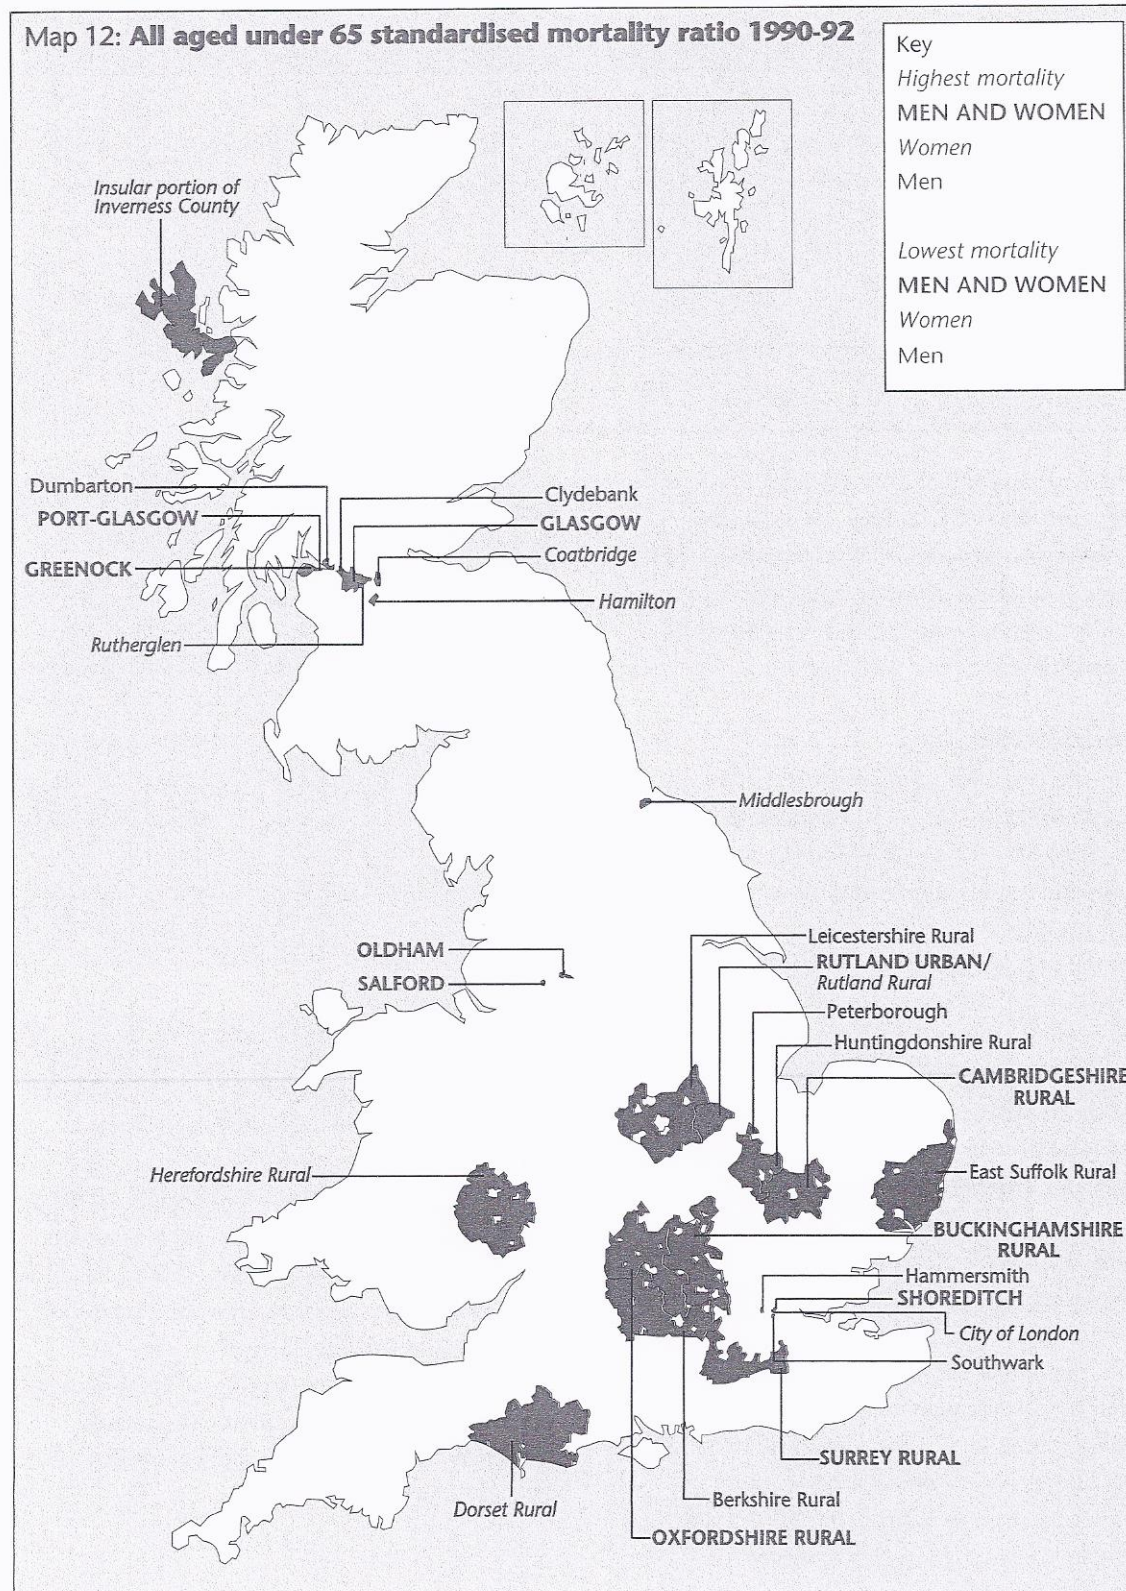 Map 12: All aged under 65 standardised mortality ratio 1990-92
Key
Highest mortality
MEN AND WOMEN
Women
Men
Lowest mortality
MEN AND WOMEN
Women
Men
Insular portion of
Inverness County
Dumbarton
PORT-GLASGOW
GREENOCK
Rutherglen
Clydebank
GLASGOW
Coatbridge
Hamilton
Middlesbrough
OLDHAM
SALFORD
Leicestershire Rural
RUTLAND URBAN/
Rutland Rural
Peterborough
Huntingdonshire Rural
CAMBRIDGESHIRE
RURAL
Herefordshire Rural
East Suffolk Rural
BUCKINGHAMSHIRE
RURAL
Hammersmith
SHOREDITCH
City of London
Southwark
SURREY RURAL
Berkshire Rural
Dorset Rural
OXFORDSHIRE RURAL